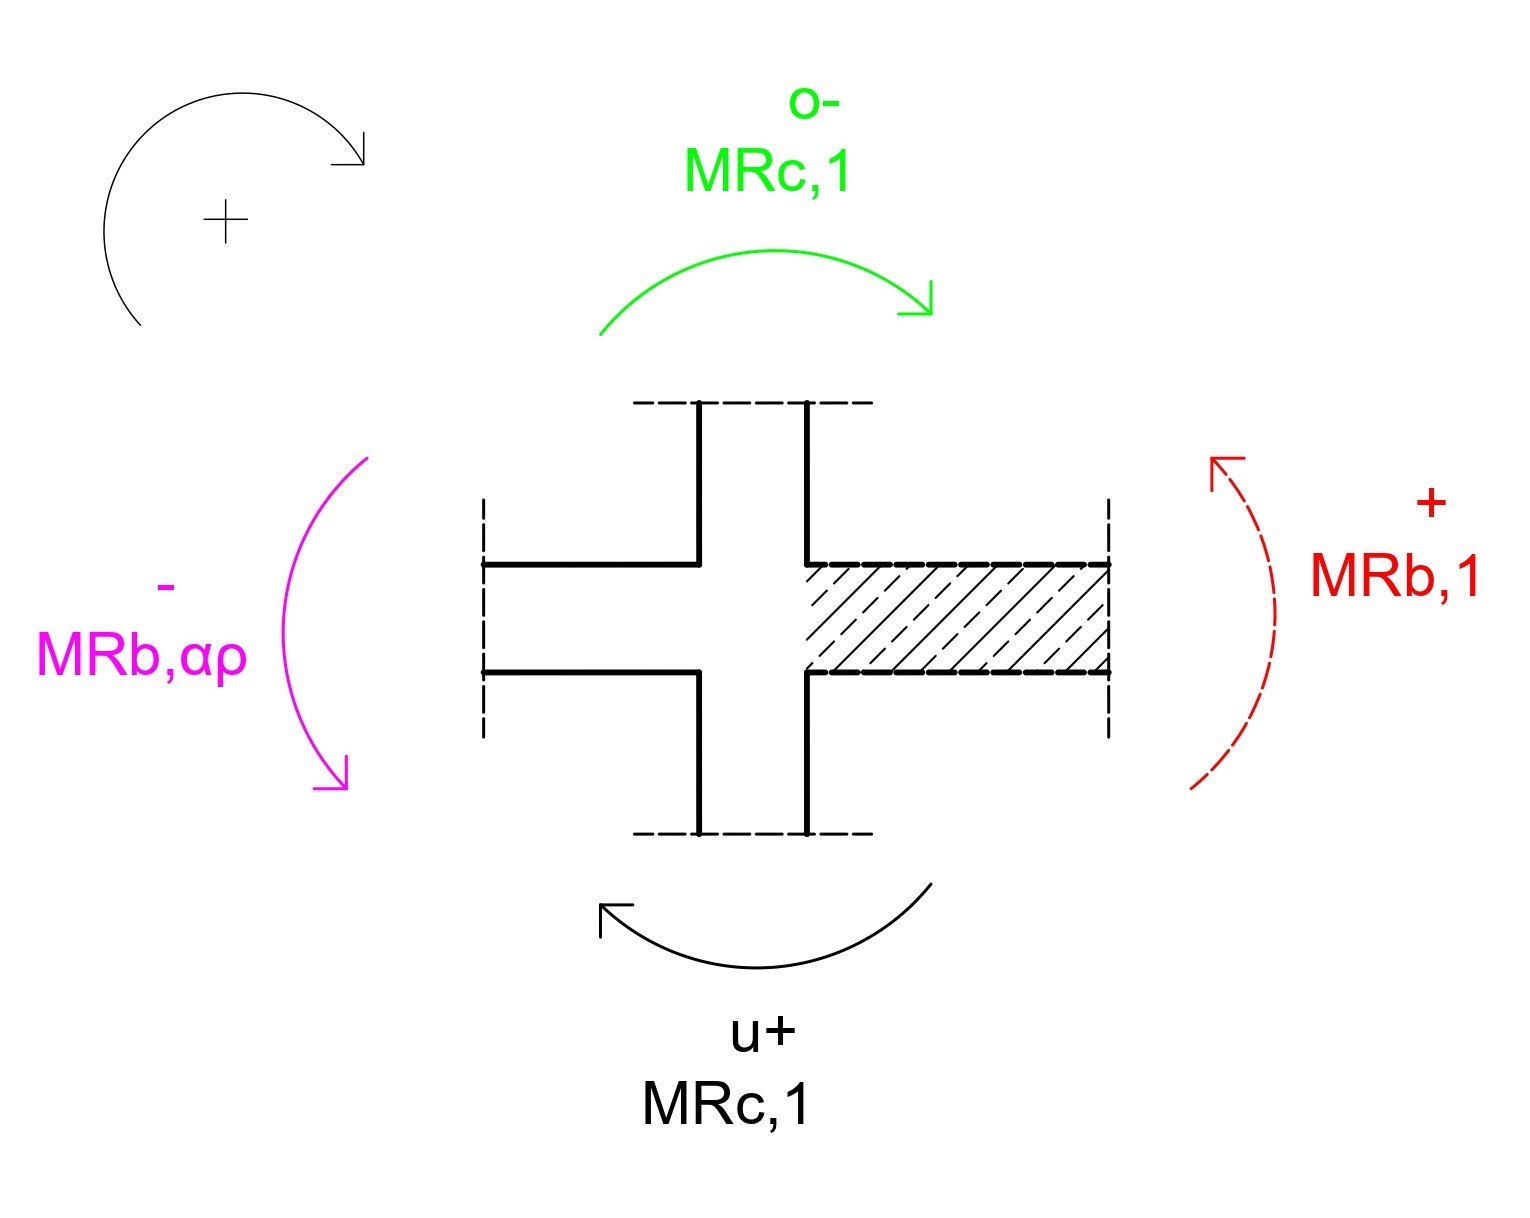 o-
MRc,1
+
+
MRb,1
-
MRb,αρ
u+
MRc,1